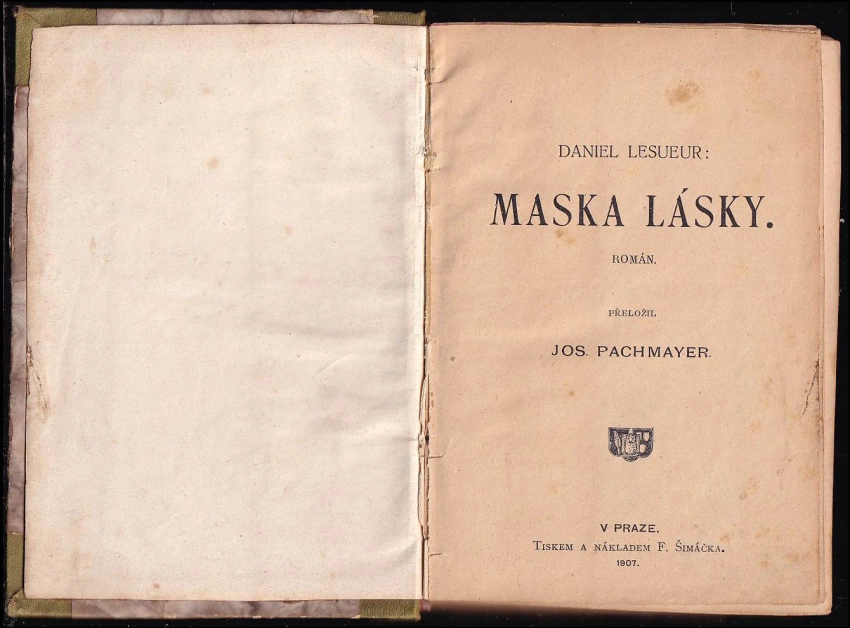 DANIEL LESUEUR:
MASKA LÁSKY.
ROMÁN.
PŘELOŽIL
JOS. PACHMAYER.
V PRAZE.
TISKEM A NÁKLADEM F. ŠIMÁČKA.
1907.